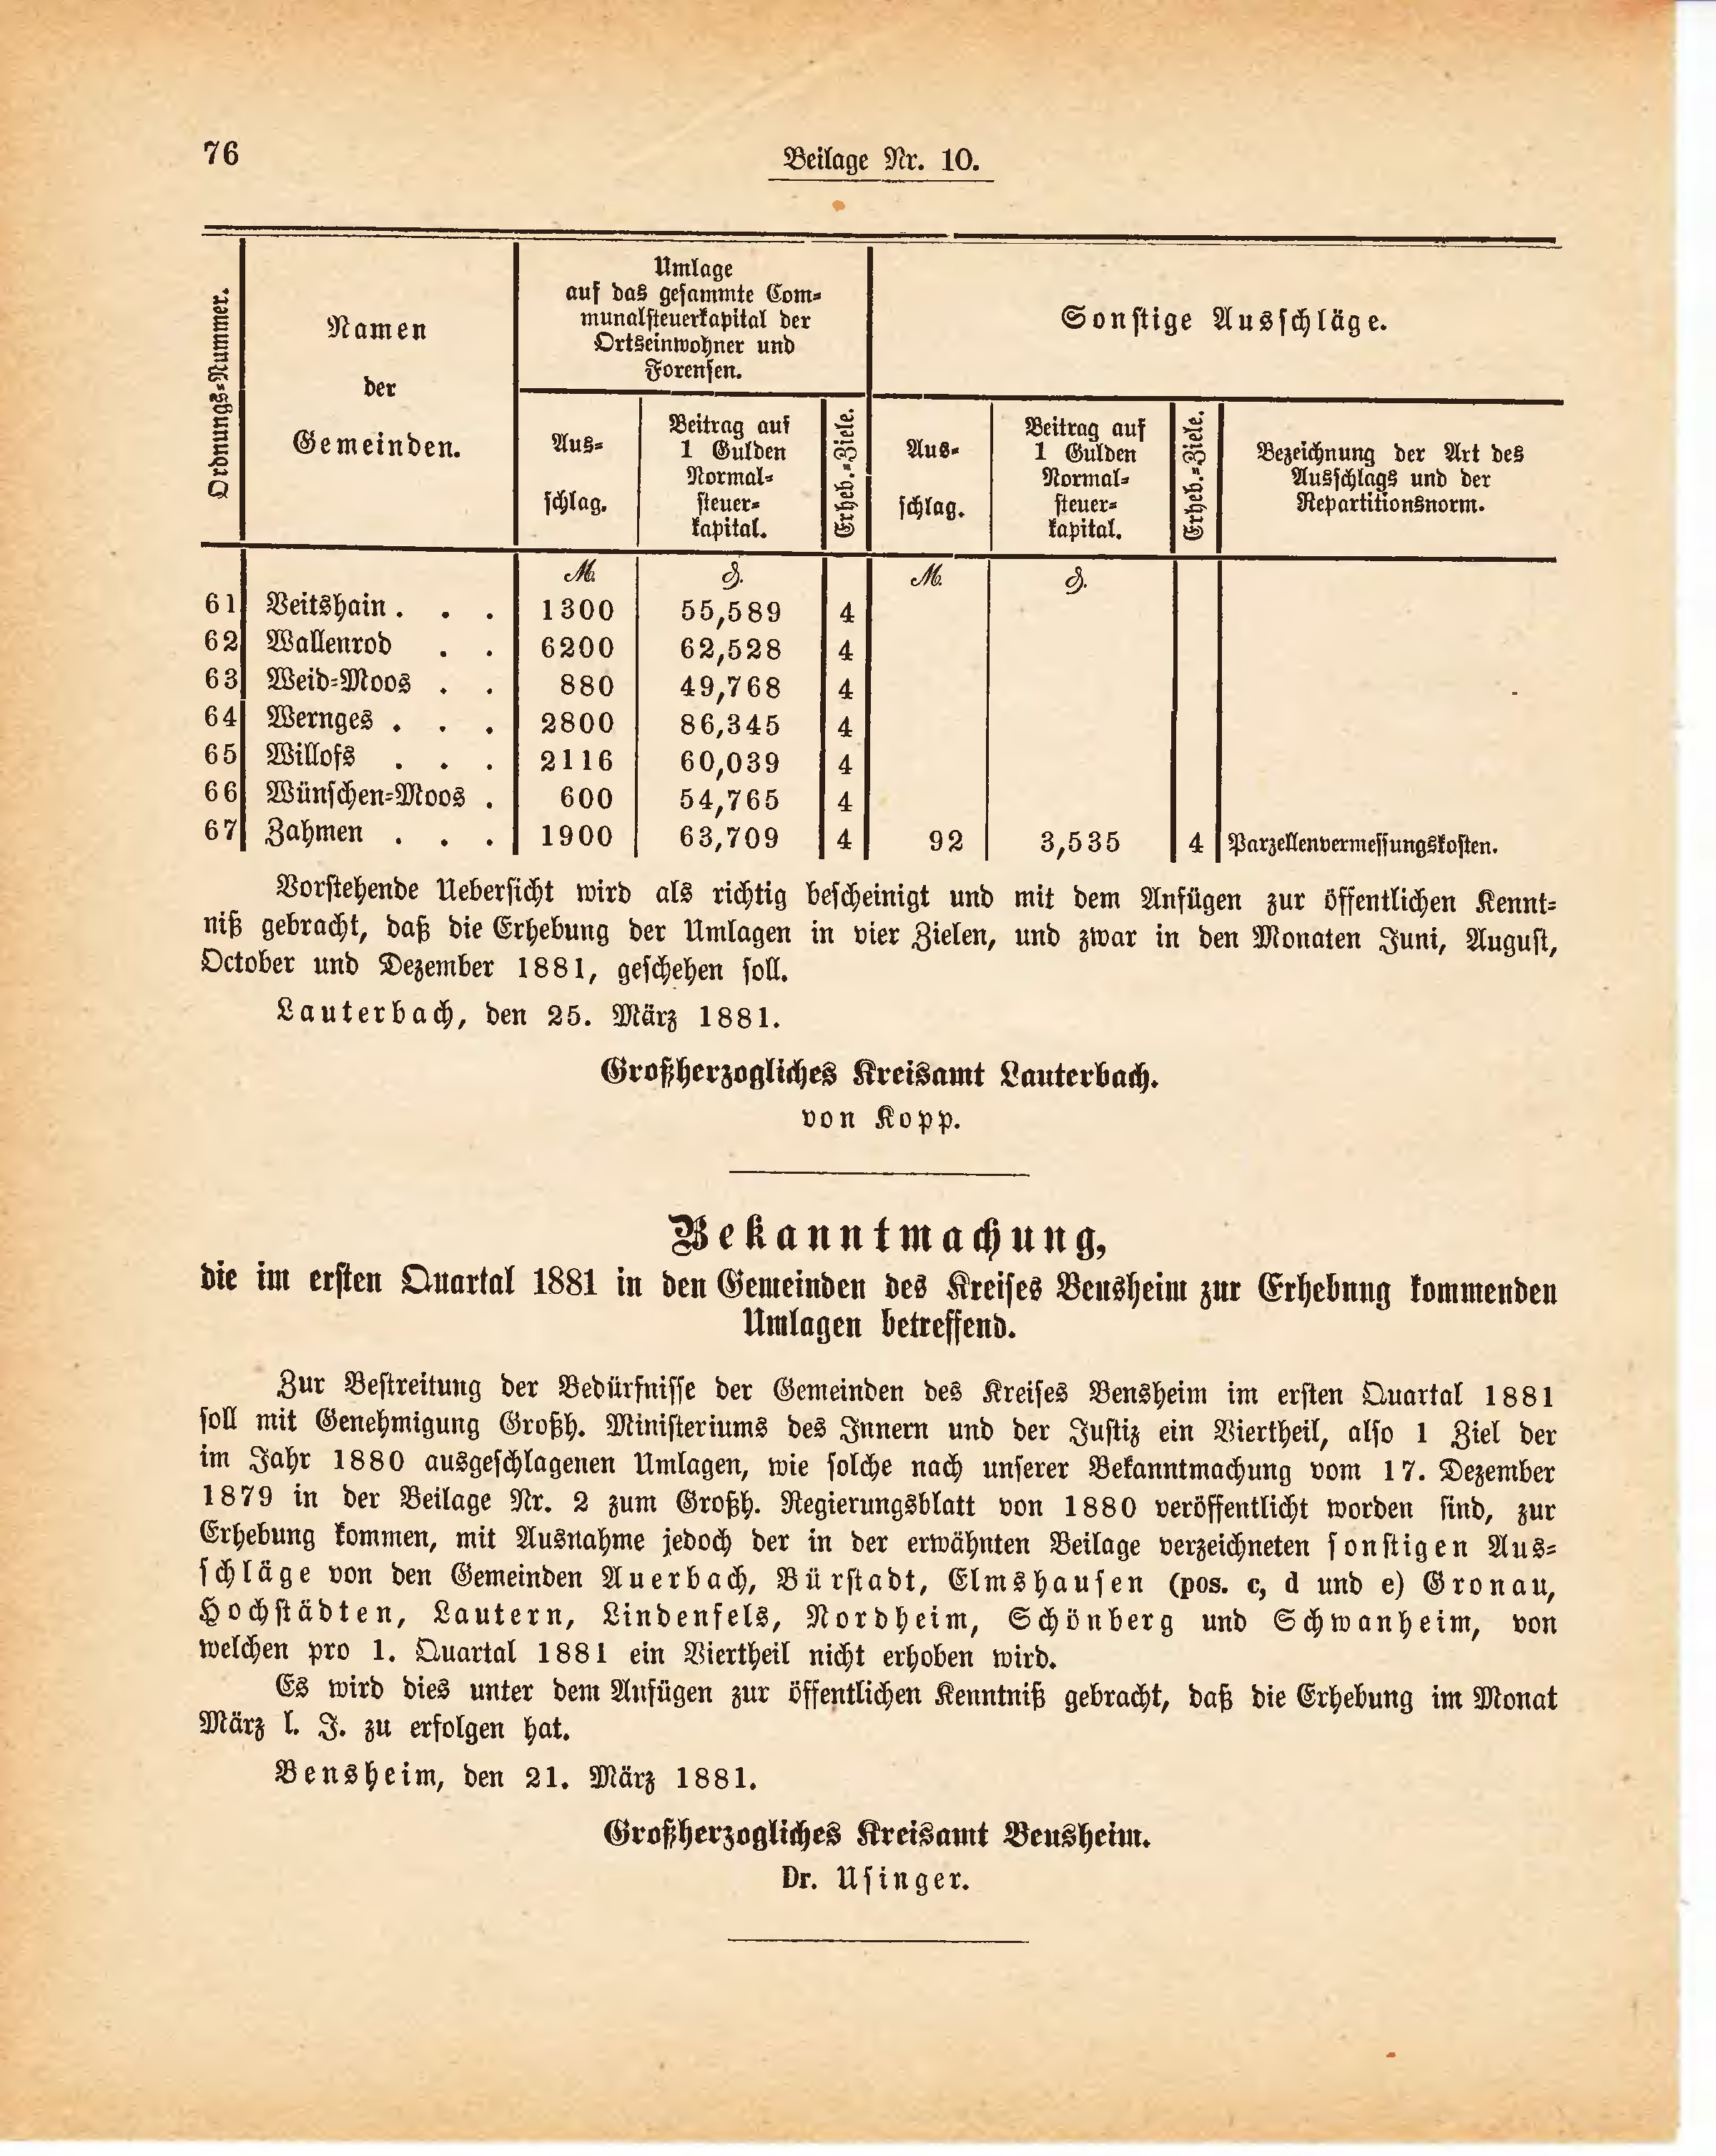 76
Beilage Nr. 10.
Ordnungs-Nummer.
Namen
der
Gemeinden.
Umlage
auf das gesammte Com-
munalsteuerkapital der
Ortseinwohner und
Forensen.
Sonstige Ausschläge.
Aus-
schlag.
Beitrag auf
1 Gulden
Normal-
steuer-
kapital.
Erheb.-Ziele.
Aus-
schlag.
Beitrag auf
1 Gulden
Normal-
steuer-
kapital.
Erheb.-Ziele.
Bezeichnung der Art des
Ausschlags und der
Repartitionsnorm.
M. ₰. M. ₰.
61 Veitshain . . . 1300 55,589 4
62 Wallenrod . . 6200 62,528 4
63 Weid-Moos . . 880 49,768 4
64 Wernges . . . 2800 86,345 4
65 Willofs . . . 2116 60,039 4
66 Wünschen-Moos . 600 54,765 4
67 Zahmen . . . 1900 63,709 4 92 3,535 4 Parzellenvermessungskosten.
Vorstehende Uebersicht wird als richtig bescheinigt und mit dem Anfügen zur öffentlichen Kennt-
niß gebracht, daß die Erhebung der Umlagen in vier Zielen, und zwar in den Monaten Juni, August,
October und Dezember 1881, geschehen soll.
Lauterbach, den 25. März 1881.
Großherzogliches Kreisamt Lauterbach.
von Kopp.
Bekanntmachung,
die im ersten Quartal 1881 in den Gemeinden des Kreises Bensheim zur Erhebung kommenden
Umlagen betreffend.
Zur Bestreitung der Bedürfnisse der Gemeinden des Kreises Bensheim im ersten Quartal 1881
soll mit Genehmigung Großh. Ministeriums des Innern und der Justiz ein Viertheil, also 1 Ziel der
im Jahr 1880 ausgeschlagenen Umlagen, wie solche nach unserer Bekanntmachung vom 17. Dezember
1879 in der Beilage Nr. 2 zum Großh. Regierungsblatt von 1880 veröffentlicht worden sind, zur
Erhebung kommen, mit Ausnahme jedoch der in der erwähnten Beilage verzeichneten sonstigen Aus-
schläge von den Gemeinden Auerbach, Bürstadt, Elmshausen (pos. c, d und e) Gronau,
Hochstädten, Lautern, Lindenfels, Nordheim, Schönberg und Schwanheim, von
welchen pro 1. Quartal 1881 ein Viertheil nicht erhoben wird.
Es wird dies unter dem Anfügen zur öffentlichen Kenntniß gebracht, daß die Erhebung im Monat
März l. J. zu erfolgen hat.
Bensheim, den 21. März 1881.
Großherzogliches Kreisamt Bensheim.
Dr. Usinger.